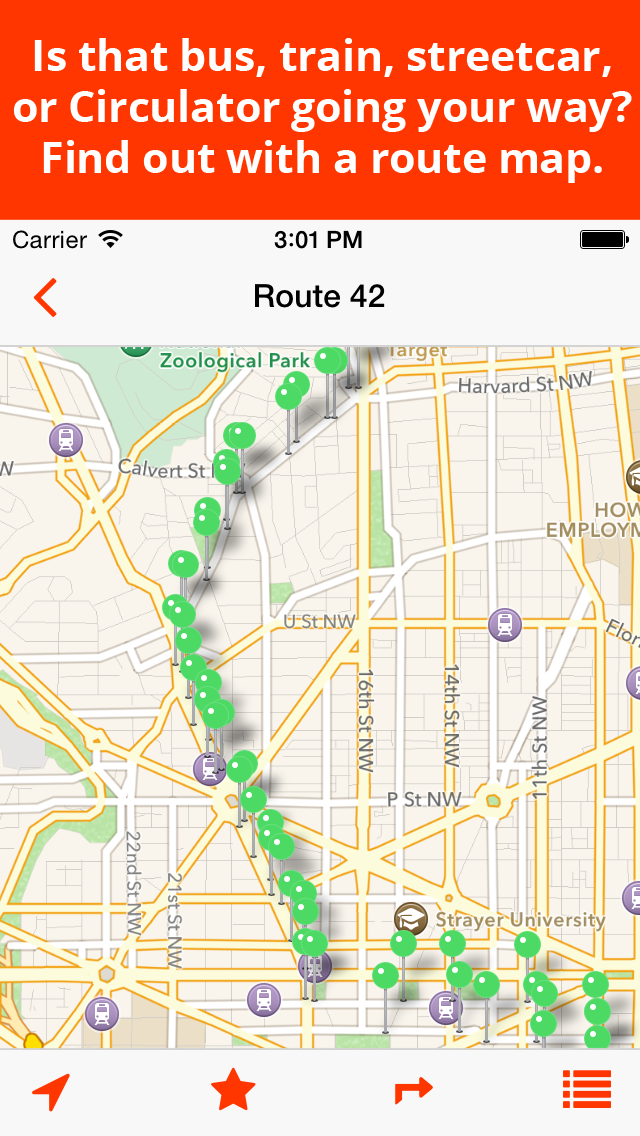 Is that bus, train, streetcar,
or Circulator going your way?
Find out with a route map.
Carrier
3:01 PM
Route 42
Zoological Park
Target
Harvard St NW
W
Calvert St
HOW
EMPLOYM
U St NW
Flor
16th St NW
14th St NW
11th St NW
P St NW
22nd St NW
21st St NW
Strayer University